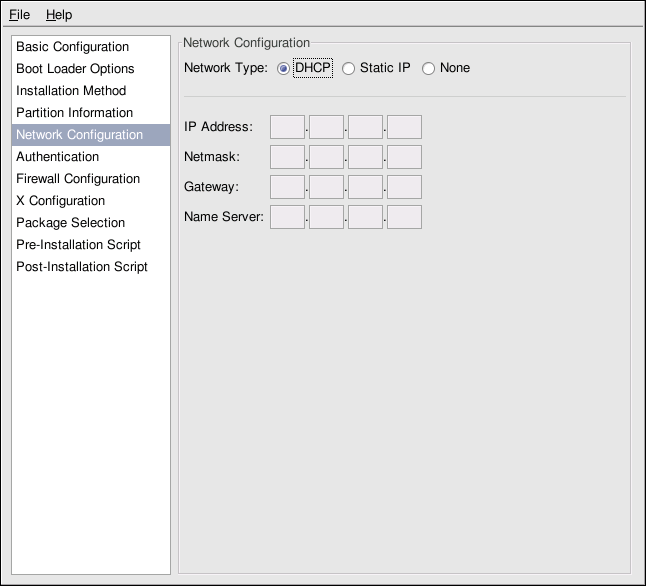 File Help
Basic Configuration
Boot Loader Options
Installation Method
Partition Information
Network Configuration
Authentication
Firewall Configuration
X Configuration
Package Selection
Pre-Installation Script
Post-Installation Script
Network Configuration
Network Type: DHCP Static IP None
IP Address: . . .
Netmask: . . .
Gateway: . . .
Name Server: . . .